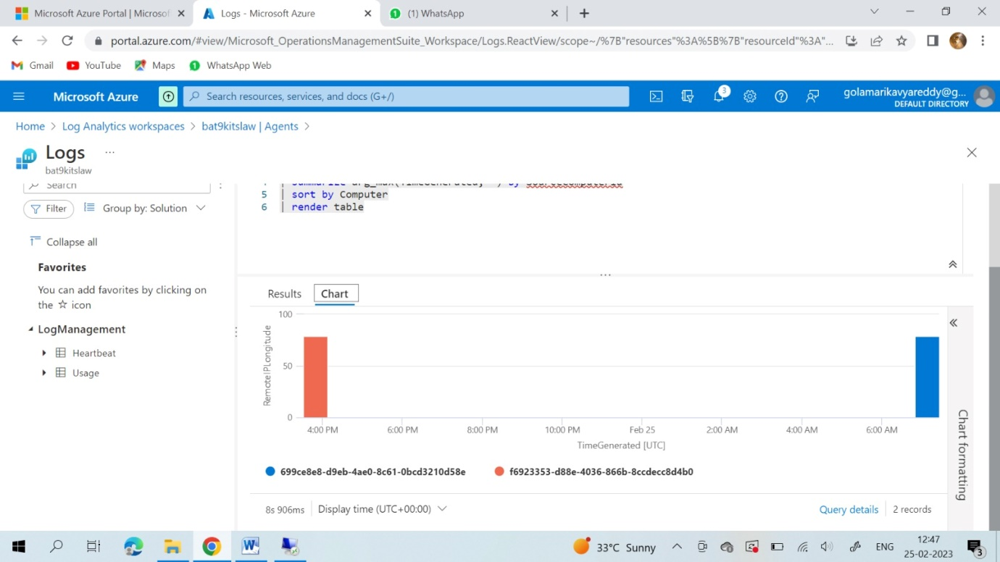 Microsoft Azure Portal | Microsof
Logs - Microsoft Azure
(1) WhatsApp
portal.azure.com/#view/Microsoft_OperationsManagementSuite_Workspace/Logs.ReactView/scope~/%7B"resources"%3A%5B%7B"resourceId"%3A"...
Gmail YouTube Maps WhatsApp Web
Microsoft Azure
Search resources, services, and docs (G+/)
3
golamarikavyareddy@g...
DEFAULT DIRECTORY
Home > Log Analytics workspaces > bat9kitslaw | Agents >
Logs ...
bat9kitslaw
Search
Filter
Group by: Solution
Collapse all
Favorites
You can add favorites by clicking on
the ☆ icon
LogManagement
Heartbeat
Usage
summarize arg_max(TimeGenerated, *) by
5 | sort by Computer
6 | render table
Results Chart
RemoteIPLongitude
100
50
0
4:00 PM 6:00 PM 8:00 PM 10:00 PM Feb 25 2:00 AM 4:00 AM 6:00 AM
TimeGenerated [UTC]
699ce8e8-d9eb-4ae0-8c61-0bcd3210d58e
f6923353-d88e-4036-866b-8ccdecc8d4b0
Chart formatting
8s 906ms
Display time (UTC+00:00)
Query details
2 records
33°C Sunny
ENG
12:47
25-02-2023
3